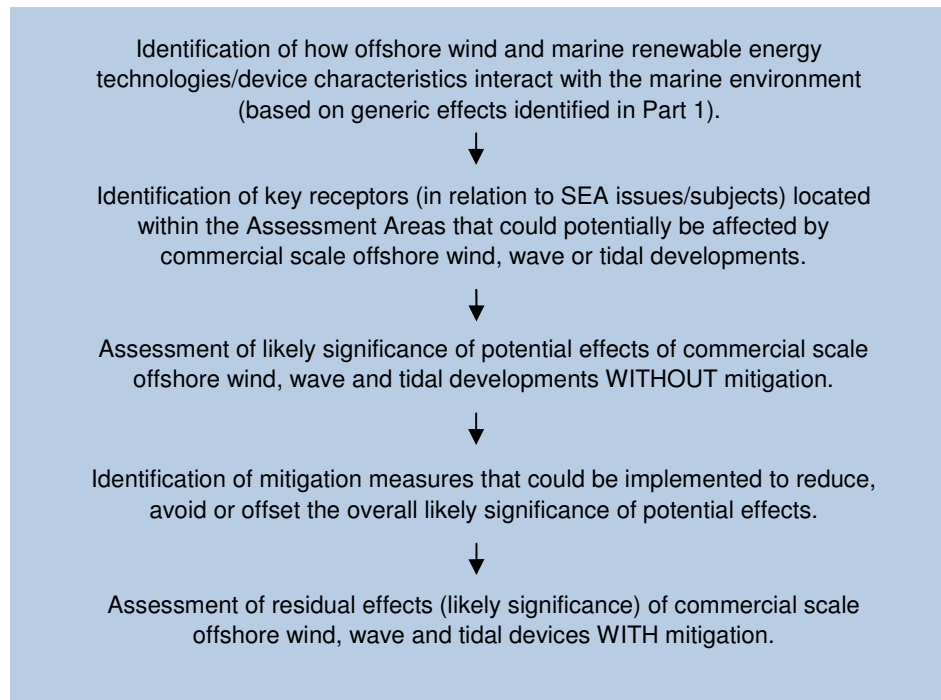 Identification of how offshore wind and marine renewable energy
technologies/device characteristics interact with the marine environment
(based on generic effects identified in Part 1).
Identification of key receptors (in relation to SEA issues/subjects) located
within the Assessment Areas that could potentially be affected by
commercial scale offshore wind, wave or tidal developments.
Assessment of likely significance of potential effects of commercial scale
offshore wind, wave and tidal developments WITHOUT mitigation.
Identification of mitigation measures that could be implemented to reduce,
avoid or offset the overall likely significance of potential effects.
Assessment of residual effects (likely significance) of commercial scale
offshore wind, wave and tidal devices WITH mitigation.